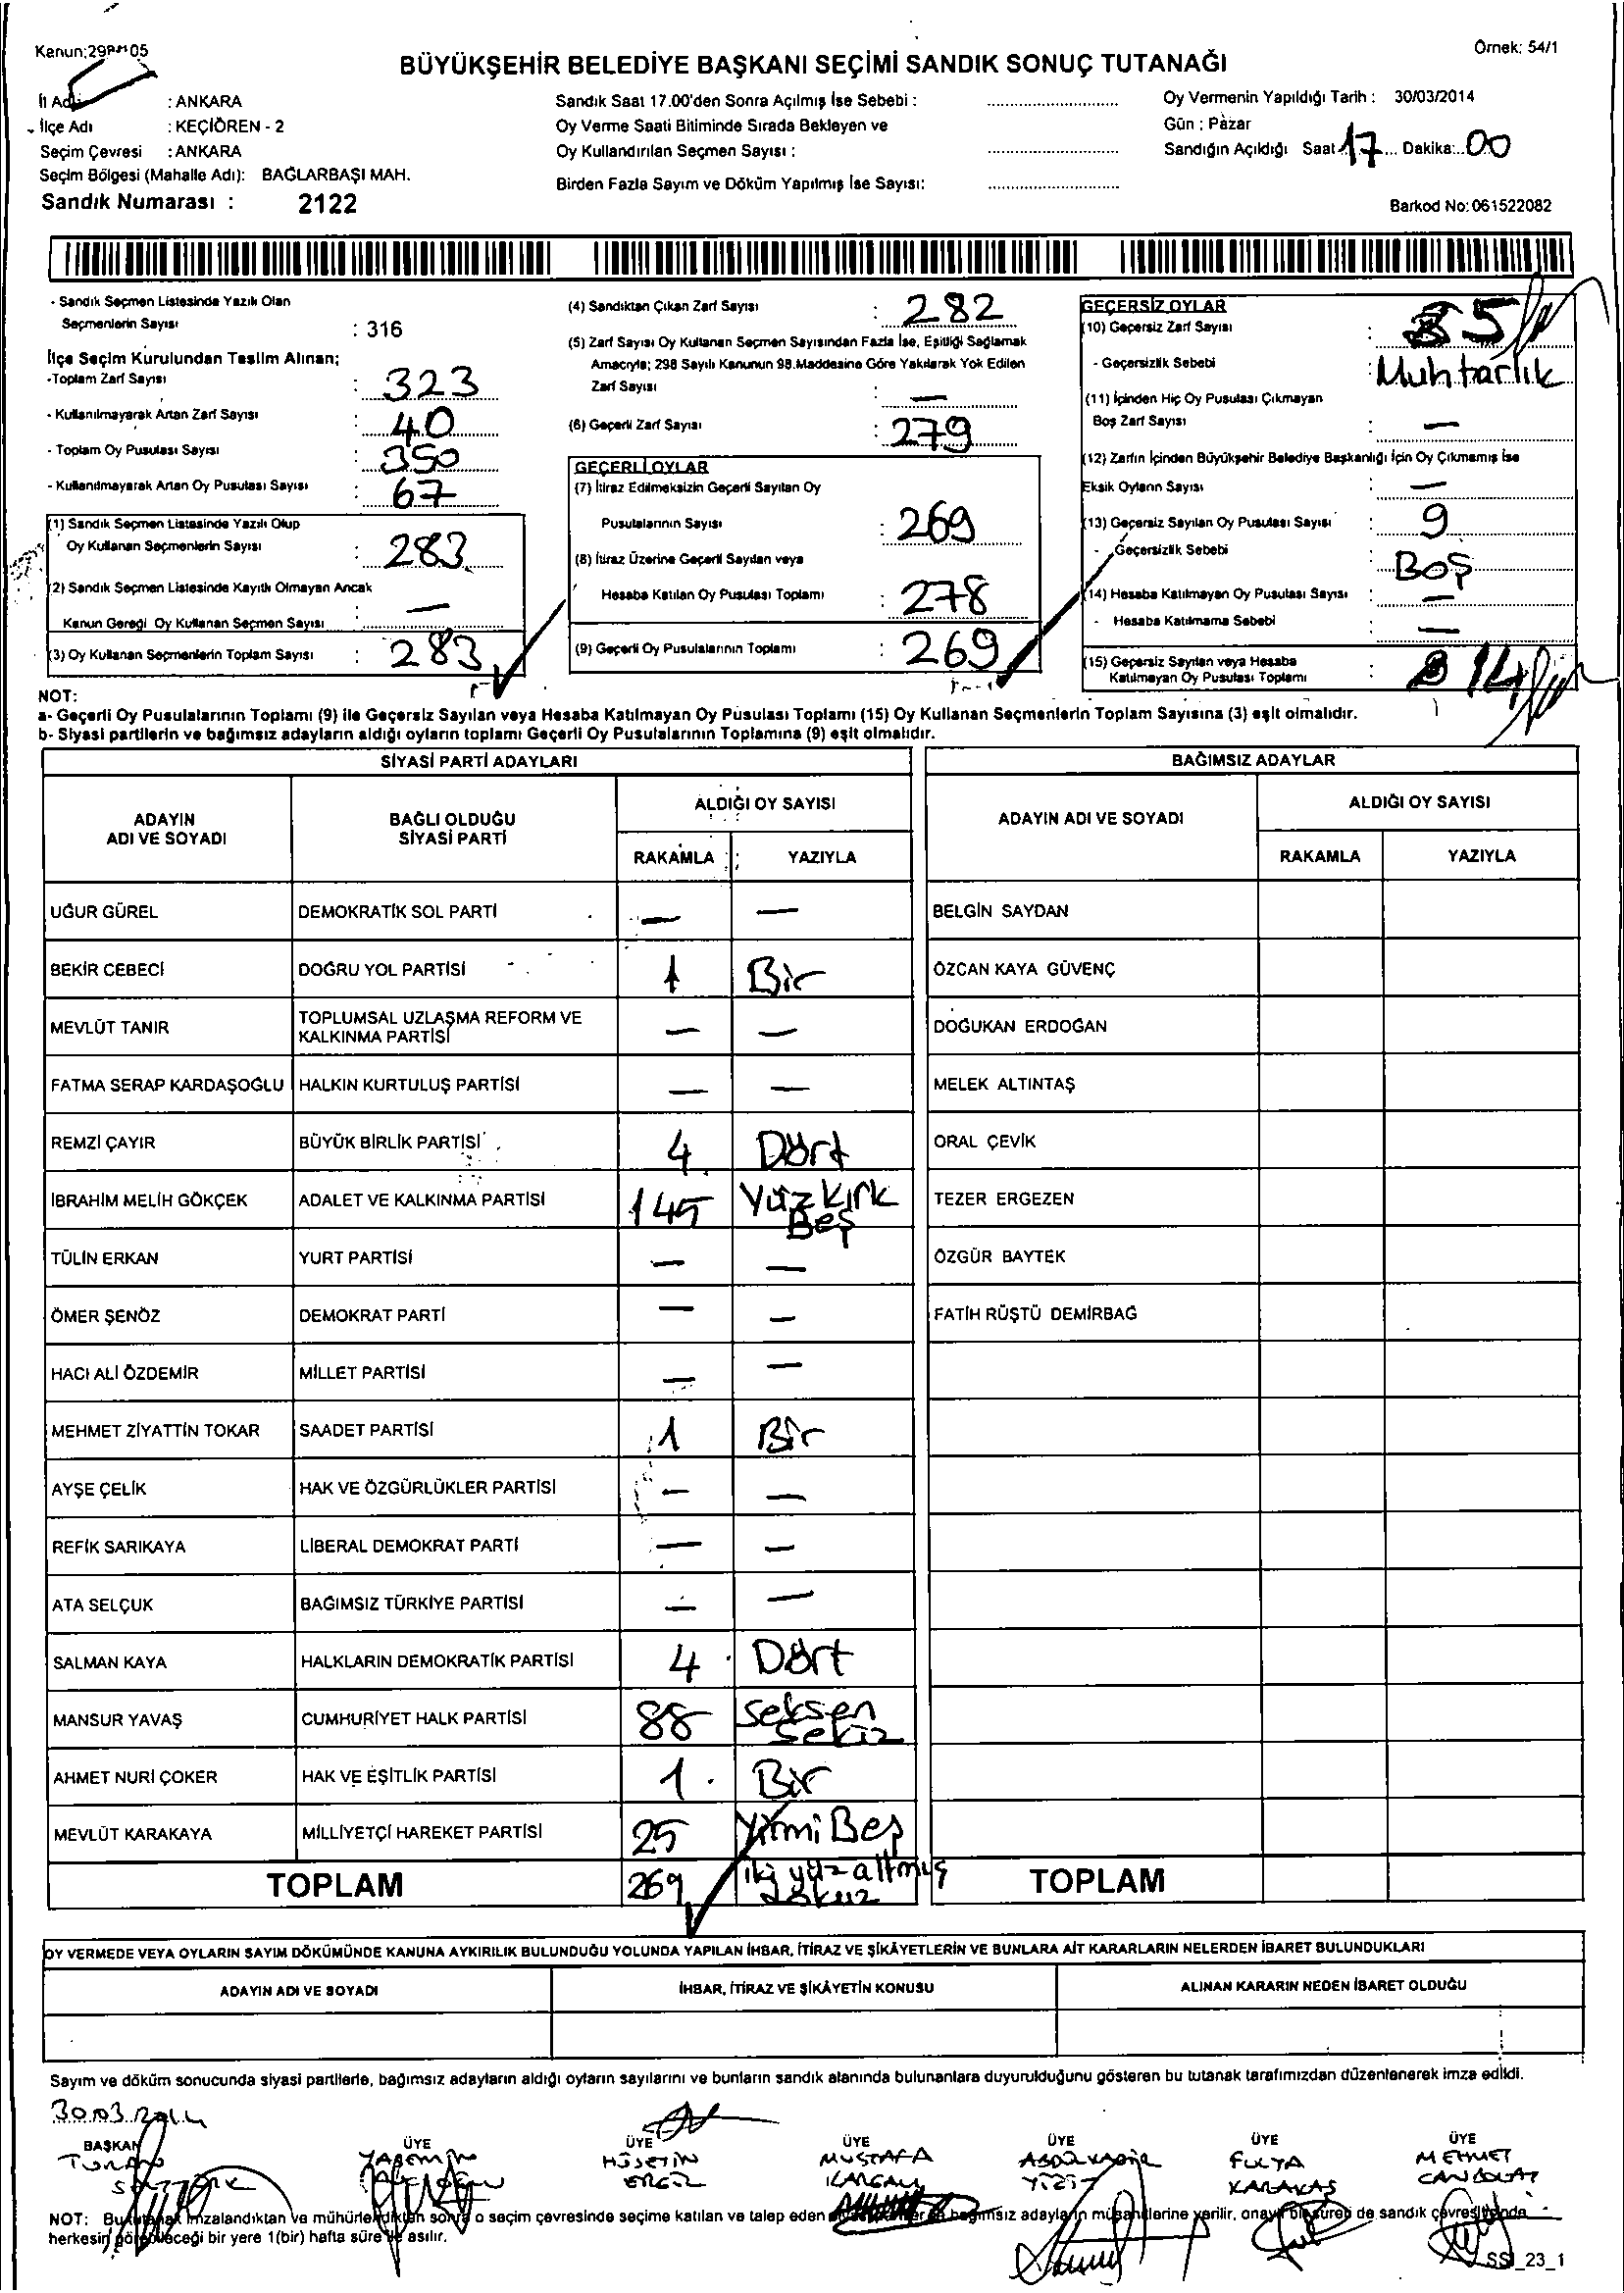 Kanun:298 05
Örnek: 54/1
BÜYÜKŞEHİR BELEDİYE BAŞKANI SEÇİMİ SANDIK SONUÇ TUTANAĞI
İl Adı : ANKARA
İlçe Adı : KEÇİÖREN - 2
Seçim Çevresi : ANKARA
Seçim Bölgesi (Mahalle Adı): BAĞLARBAŞI MAH.
Sandık Numarası : 2122
Sandık Saat 17.00'den Sonra Açılmış İse Sebebi :
Oy Verme Saati Bitiminde Sırada Bekleyen ve
Oy Kullandırılan Seçmen Sayısı :
Birden Fazla Sayım ve Döküm Yapılmış İse Sayısı:
Oy Vermenin Yapıldığı Tarih : 30/03/2014
Gün : Pazar
Sandığın Açıldığı Saat 17 Dakika: 00
Barkod No: 061522082
- Sandık Seçmen Listesinde Yazılı Olan
Seçmenlerin Sayısı : 316
İlçe Seçim Kurulundan Teslim Alınan;
-Toplam Zarf Sayısı : 323
- Kullanılmayarak Artan Zarf Sayısı : 40
- Toplam Oy Pusulası Sayısı : 350
- Kullanılmayarak Artan Oy Pusulası Sayısı : 67
(1) Sandık Seçmen Listesinde Yazılı Olup
Oy Kullanan Seçmenlerin Sayısı : 283
(2) Sandık Seçmen Listesinde Kayıtlı Olmayan Ancak
Kanun Gereği Oy Kullanan Seçmen Sayısı : —
(3) Oy Kullanan Seçmenlerin Toplam Sayısı : 283
(4) Sandıktan Çıkan Zarf Sayısı : 282
(5) Zarf Sayısı Oy Kullanan Seçmen Sayısından Fazla İse, Eşitliği Sağlamak
Amacıyla; 298 Sayılı Kanunun 98.Maddesine Göre Yakılarak Yok Edilen
Zarf Sayısı : —
(6) Geçerli Zarf Sayısı : 279
GEÇERLİ OYLAR
(7) İtiraz Edilmeksizin Geçerli Sayılan Oy
Pusulalarının Sayısı : 269
(8) İtiraz Üzerine Geçerli Sayılan veya
Hesaba Katılan Oy Pusulası Toplamı : 278
(9) Geçerli Oy Pusulalarının Toplamı : 269
GEÇERSİZ OYLAR
(10) Geçersiz Zarf Sayısı : 5
- Geçersizlik Sebebi : Muhtarlık
(11) İçinden Hiç Oy Pusulası Çıkmayan
Boş Zarf Sayısı : —
(12) Zarfın İçinden Büyükşehir Belediye Başkanlığı İçin Oy Çıkmamış İse
Eksik Oyların Sayısı : —
(13) Geçersiz Sayılan Oy Pusulası Sayısı : 9
- Geçersizlik Sebebi : Boş
(14) Hesaba Katılmayan Oy Pusulası Sayısı : —
- Hesaba Katılmama Sebebi : —
(15) Geçersiz Sayılan veya Hesaba
Katılmayan Oy Pusulası Toplamı : 14
NOT:
a- Geçerli Oy Pusulalarının Toplamı (9) ile Geçersiz Sayılan veya Hesaba Katılmayan Oy Pusulası Toplamı (15) Oy Kullanan Seçmenlerin Toplam Sayısına (3) eşit olmalıdır.
b- Siyasi partilerin ve bağımsız adayların aldığı oyların toplamı Geçerli Oy Pusulalarının Toplamına (9) eşit olmalıdır.
SİYASİ PARTİ ADAYLARI
ADAYIN ADI VE SOYADI BAĞLI OLDUĞU SİYASİ PARTİ ALDIĞI OY SAYISI
RAKAMLA YAZIYLA
UĞUR GÜREL DEMOKRATİK SOL PARTİ — —
BEKİR CEBECİ DOĞRU YOL PARTİSİ 1 Bir
MEVLÜT TANIR TOPLUMSAL UZLAŞMA REFORM VE KALKINMA PARTİSİ — —
FATMA SERAP KARDAŞOĞLU HALKIN KURTULUŞ PARTİSİ — —
REMZİ ÇAYIR BÜYÜK BİRLİK PARTİSİ 4 Dört
İBRAHİM MELİH GÖKÇEK ADALET VE KALKINMA PARTİSİ 145 Yüz kırk Beş
TÜLİN ERKAN YURT PARTİSİ — —
ÖMER ŞENÖZ DEMOKRAT PARTİ — —
HACI ALİ ÖZDEMİR MİLLET PARTİSİ — —
MEHMET ZİYATTİN TOKAR SAADET PARTİSİ 1 Bir
AYŞE ÇELİK HAK VE ÖZGÜRLÜKLER PARTİSİ — —
REFİK SARIKAYA LİBERAL DEMOKRAT PARTİ — —
ATA SELÇUK BAĞIMSIZ TÜRKİYE PARTİSİ — —
SALMAN KAYA HALKLARIN DEMOKRATİK PARTİSİ 4 Dört
MANSUR YAVAŞ CUMHURİYET HALK PARTİSİ 88 Seksen Sekiz
AHMET NURİ ÇOKER HAK VE EŞİTLİK PARTİSİ 1 Bir
MEVLÜT KARAKAYA MİLLİYETÇİ HAREKET PARTİSİ 25 Yirmi Beş
TOPLAM 269 iki yüz altmış dokuz
BAĞIMSIZ ADAYLAR
ADAYIN ADI VE SOYADI ALDIĞI OY SAYISI
RAKAMLA YAZIYLA
BELGİN SAYDAN
ÖZCAN KAYA GÜVENÇ
DOĞUKAN ERDOĞAN
MELEK ALTINTAŞ
ORAL ÇEVİK
TEZER ERGEZEN
ÖZGÜR BAYTEK
FATİH RÜŞTÜ DEMİRBAĞ
TOPLAM
OY VERMEDE VEYA OYLARIN SAYIM DÖKÜMÜNDE KANUNA AYKIRILIK BULUNDUĞU YOLUNDA YAPILAN İHBAR, İTİRAZ VE ŞİKÂYETLERİN VE BUNLARA AİT KARARLARIN NELERDEN İBARET BULUNDUKLARI
ADAYIN ADI VE SOYADI İHBAR, İTİRAZ VE ŞİKÂYETİN KONUSU ALINAN KARARIN NEDEN İBARET OLDUĞU
Sayım ve döküm sonucunda siyasi partilerle, bağımsız adayların aldığı oyların sayılarını ve bunların sandık alanında bulunanlara duyurulduğunu gösteren bu tutanak tarafımızdan düzenlenerek imza edildi.
30.03.2014
BAŞKAN ÜYE ÜYE ÜYE ÜYE ÜYE ÜYE
YASEMİN HÜSEYİN MUSTAFA ABDÜLKADİR FULYA MEHMET
YİĞİT KARAKAŞ CANBOLAT
NOT: Bu tutanak imzalandıktan ve mühürlendikten sonra o seçim çevresinde seçime katılan ve talep eden bağımsız adayların müşahitlerine verilir, onaylı bir sureti de sandık çevresinde
herkesin görebileceği bir yere 1(bir) hafta süre ile asılır.
SSI_23_1